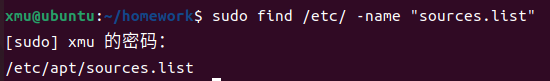 xmu@ubuntu:~/homework$ sudo find /etc/ -name "sources.list"
[sudo] xmu 的密码：
/etc/apt/sources.list